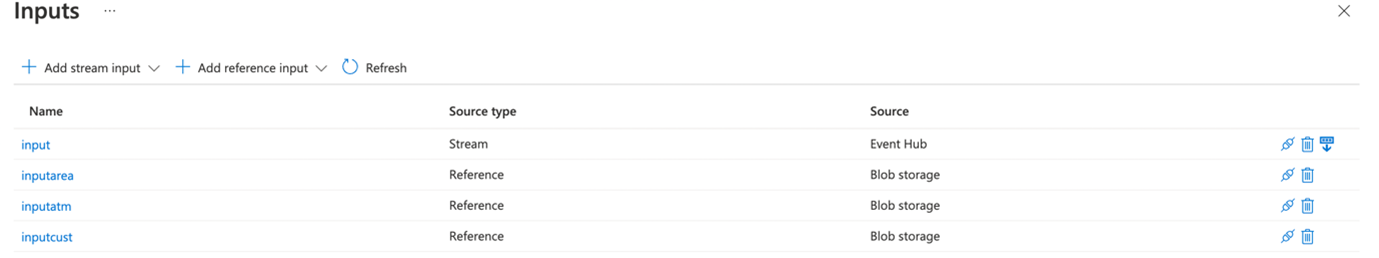 Inputs ...
Add stream input Add reference input Refresh
Name Source type Source
input Stream Event Hub
inputarea Reference Blob storage
inputatm Reference Blob storage
inputcust Reference Blob storage